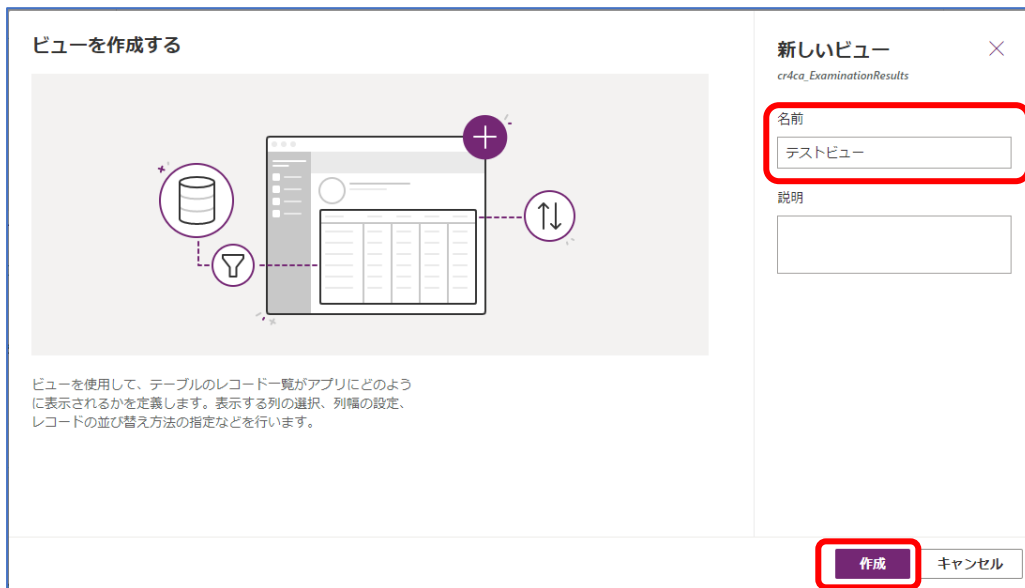 ビューを作成する
ビューを使用して、テーブルのレコード一覧がアプリにどのよう
に表示されるかを定義します。表示する列の選択、列幅の設定、
レコードの並び替え方法の指定などを行います。
新しいビュー
cr4ca_ExaminationResults
名前
テストビュー
説明
作成
キャンセル